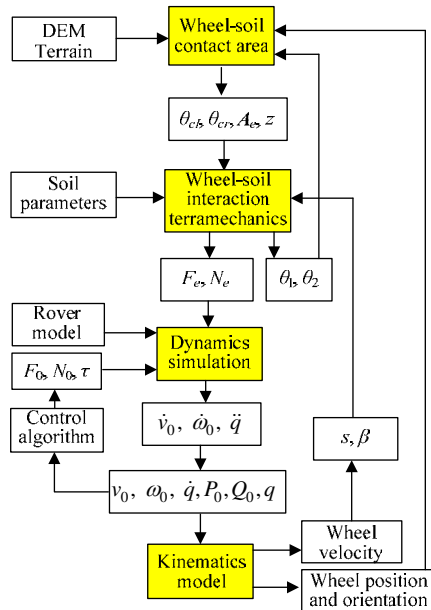 DEM
Terrain
Wheel-soil
contact area
θcl, θcr, Ae, z
Soil
parameters
Wheel-soil
interaction
terramechanics
Fe, Ne
θ1, θ2
Rover
model
Dynamics
simulation
F0, N0, τ
Control
algorithm
v̇0, ω̇0 q̈
s, β
v0, ω0 q̇, P0, Q0, q
Wheel
velocity
Kinematics
model
Wheel position
and orientation